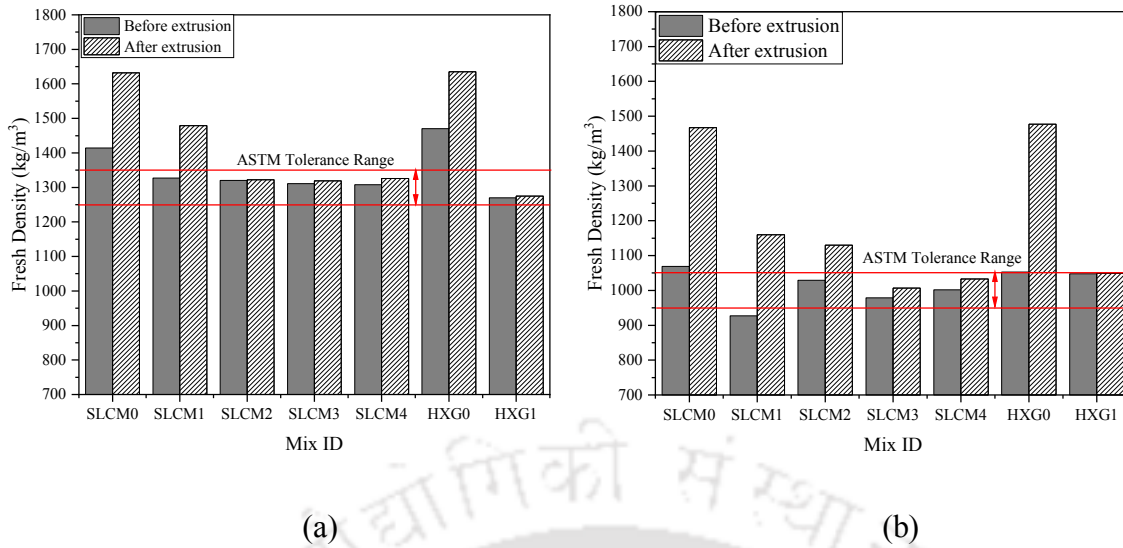 1800
1700
1600
1500
1400
1300
1200
1100
1000
900
800
700
Fresh Density (kg/m³)
Before extrusion
After extrusion
ASTM Tolerance Range
SLCM0 SLCM1 SLCM2 SLCM3 SLCM4 HXG0 HXG1
Mix ID
(a)
1800
1700
1600
1500
1400
1300
1200
1100
1000
900
800
700
Fresh Density (kg/m³)
Before extrusion
After extrusion
ASTM Tolerance Range
SLCM0 SLCM1 SLCM2 SLCM3 SLCM4 HXG0 HXG1
Mix ID
(b)